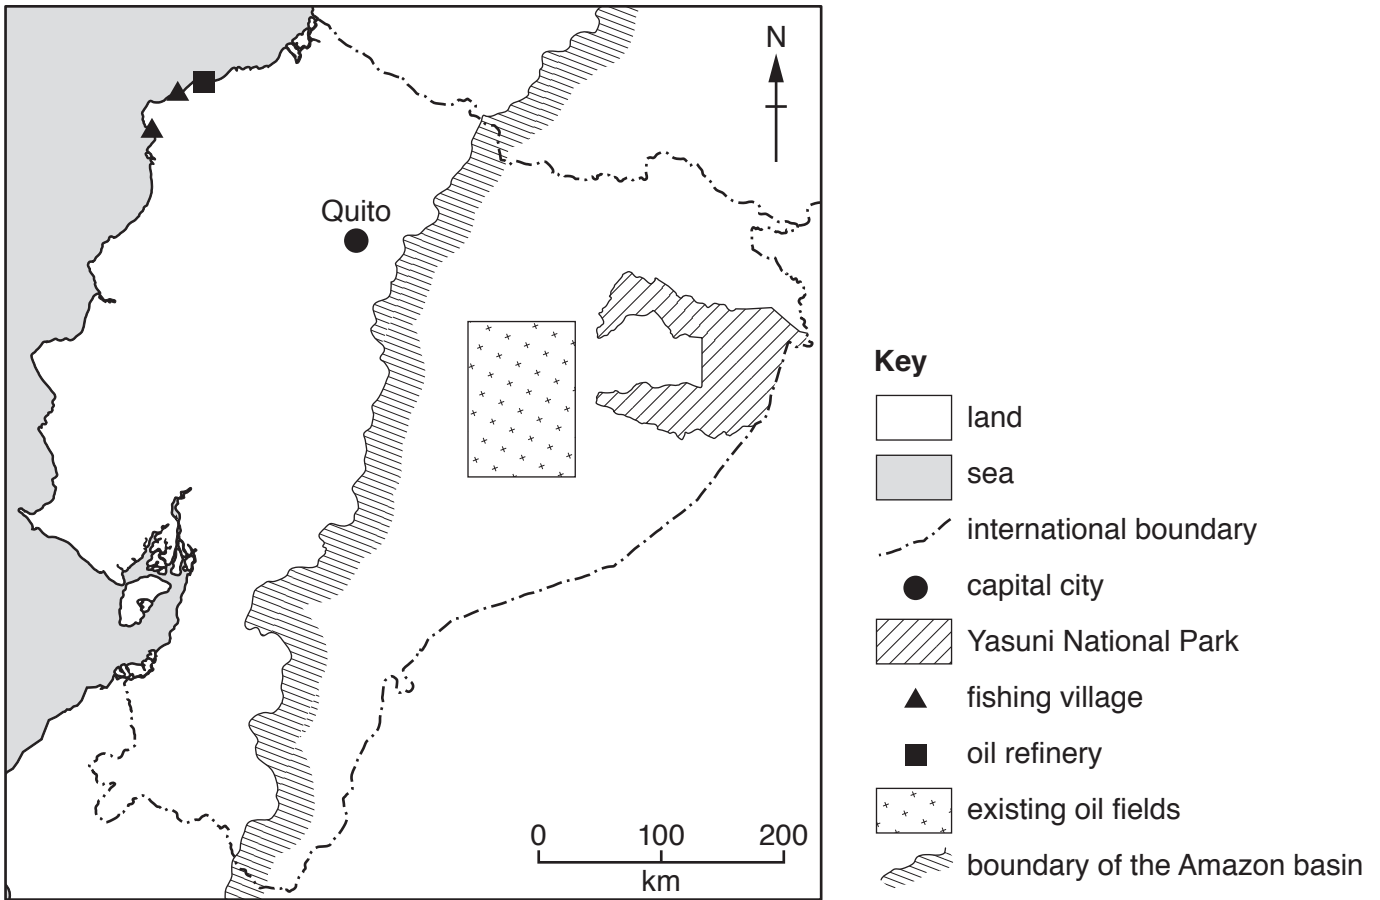 N
Quito
0 100 200
km
Key
land
sea
international boundary
capital city
Yasuni National Park
fishing village
oil refinery
existing oil fields
boundary of the Amazon basin